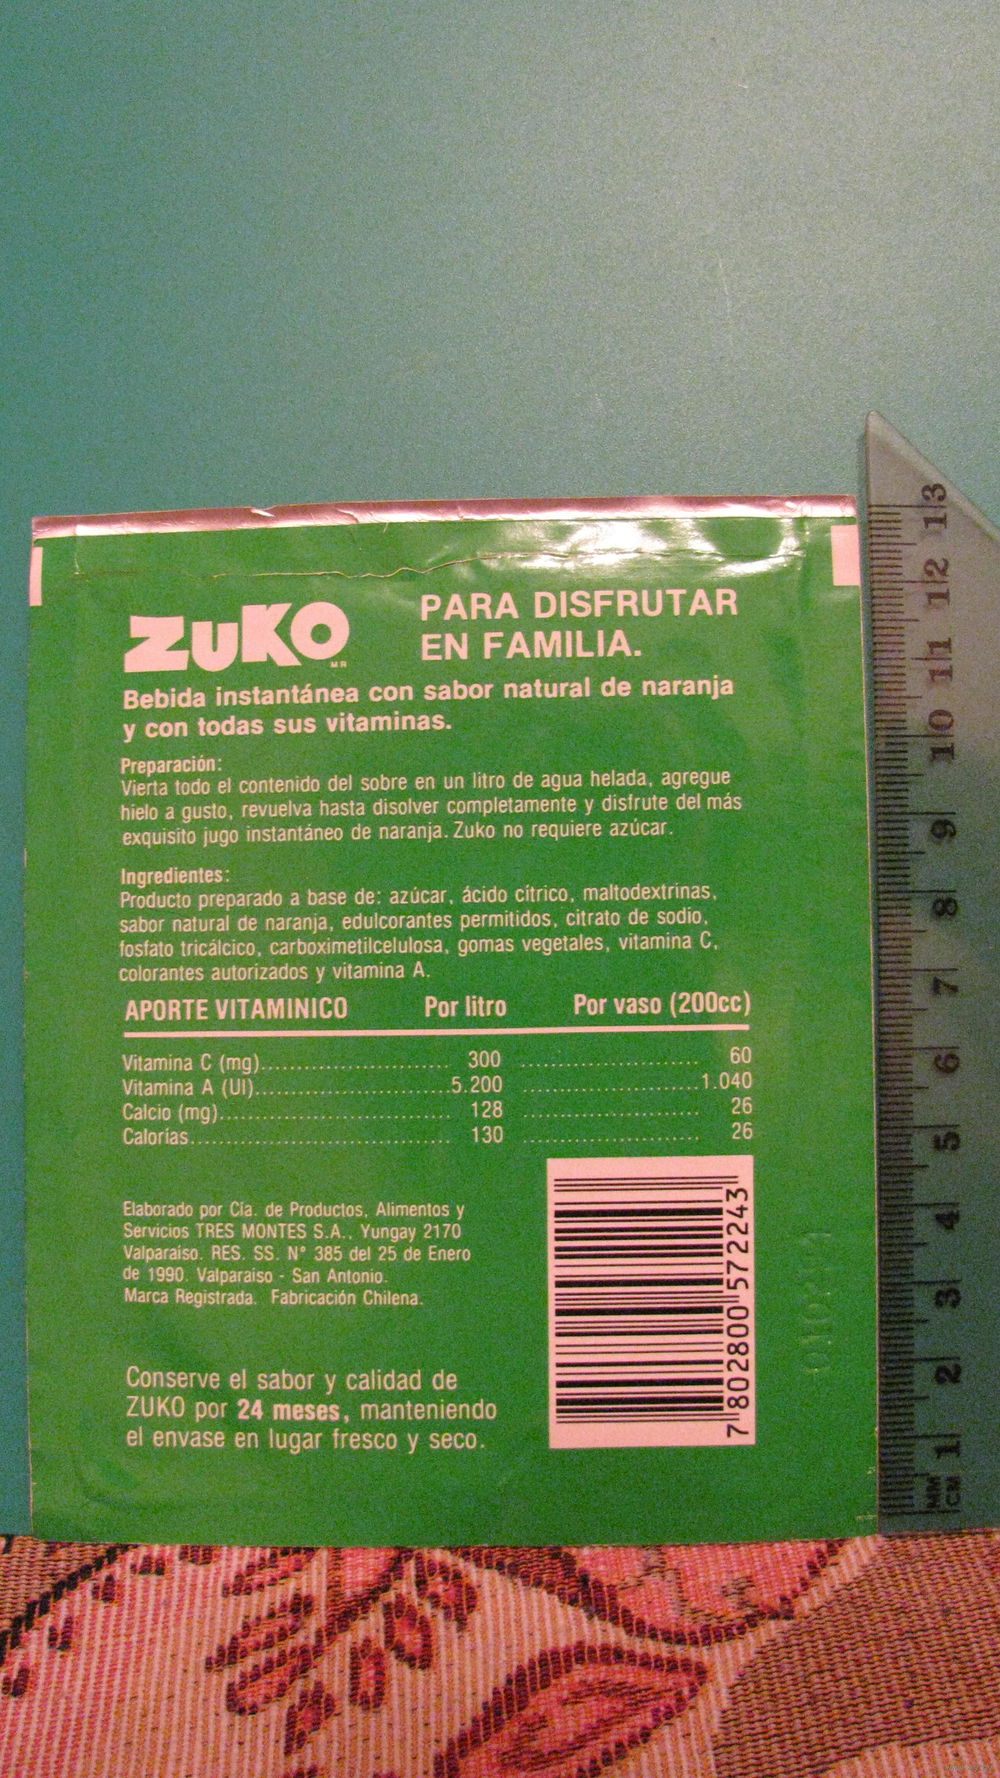 ZUKO
MR
PARA DISFRUTAR
EN FAMILIA.
Bebida instantánea con sabor natural de naranja
y con todas sus vitaminas.
Preparación:
Vierta todo el contenido del sobre en un litro de agua helada, agregue
hielo a gusto, revuelva hasta disolver completamente y disfrute del más
exquisito jugo instantáneo de naranja. Zuko no requiere azúcar.
Ingredientes:
Producto preparado a base de: azúcar, ácido cítrico, maltodextrinas,
sabor natural de naranja, edulcorantes permitidos, citrato de sodio,
fosfato tricálcico, carboximetilcelulosa, gomas vegetales, vitamina C,
colorantes autorizados y vitamina A.
APORTE VITAMINICO Por litro Por vaso (200cc)
Vitamina C (mg) 300 60
Vitamina A (UI) 5.200 1.040
Calcio (mg) 128 26
Calorías 130 26
Elaborado por Cía. de Productos, Alimentos y
Servicios TRES MONTES S.A., Yungay 2170
Valparaíso. RES. SS. N° 385 del 25 de Enero
de 1990. Valparaíso - San Antonio.
Marca Registrada. Fabricación Chilena.
Conserve el sabor y calidad de
ZUKO por 24 meses, manteniendo
el envase en lugar fresco y seco.
7 802800 572243
MM
CM 1 2 3 4 5 6 7 8 9 10 11 12 13